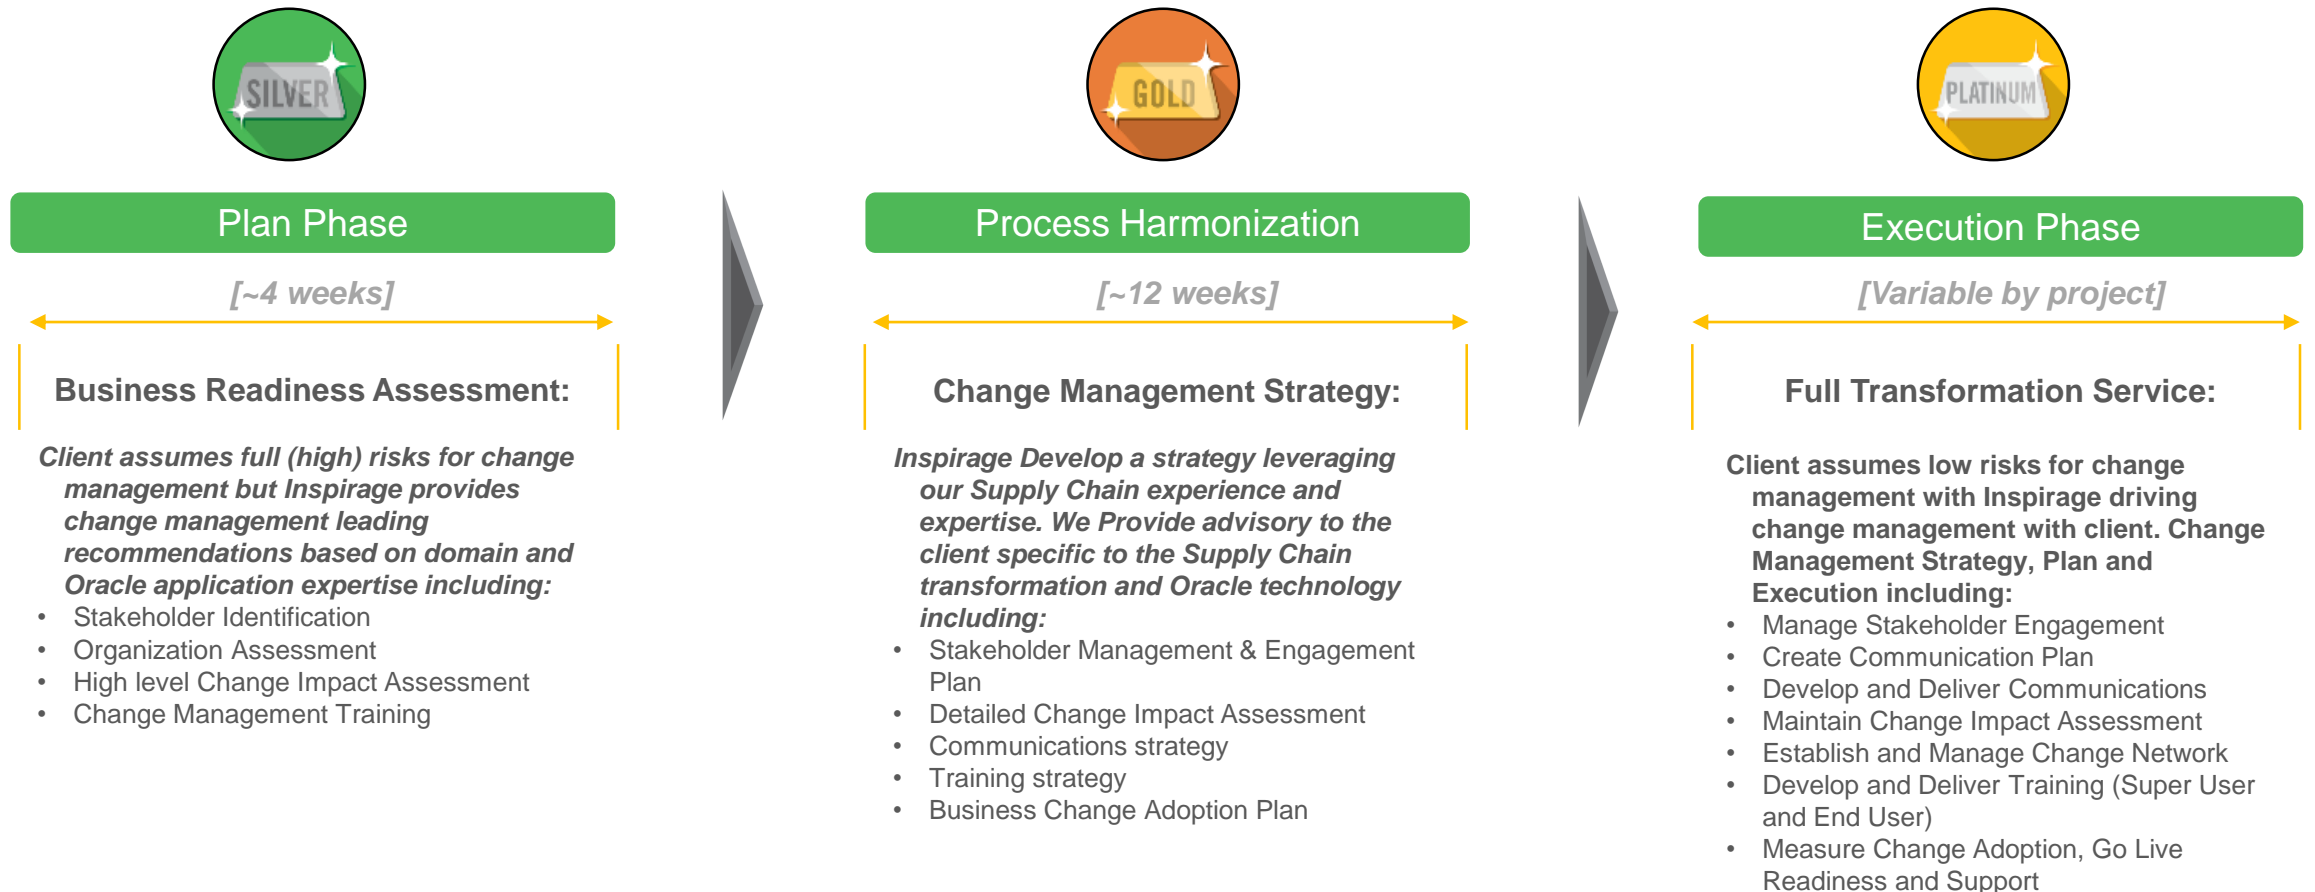 SILVER
Plan Phase
[~4 weeks]
Business Readiness Assessment:
Client assumes full (high) risks for change
management but Inspirage provides
change management leading
recommendations based on domain and
Oracle application expertise including:
• Stakeholder Identification
• Organization Assessment
• High level Change Impact Assessment
• Change Management Training
GOLD
Process Harmonization
[~12 weeks]
Change Management Strategy:
Inspirage Develop a strategy leveraging
our Supply Chain experience and
expertise. We Provide advisory to the
client specific to the Supply Chain
transformation and Oracle technology
including:
• Stakeholder Management & Engagement
Plan
• Detailed Change Impact Assessment
• Communications strategy
• Training strategy
• Business Change Adoption Plan
PLATINUM
Execution Phase
[Variable by project]
Full Transformation Service:
Client assumes low risks for change
management with Inspirage driving
change management with client. Change
Management Strategy, Plan and
Execution including:
• Manage Stakeholder Engagement
• Create Communication Plan
• Develop and Deliver Communications
• Maintain Change Impact Assessment
• Establish and Manage Change Network
• Develop and Deliver Training (Super User
and End User)
• Measure Change Adoption, Go Live
Readiness and Support